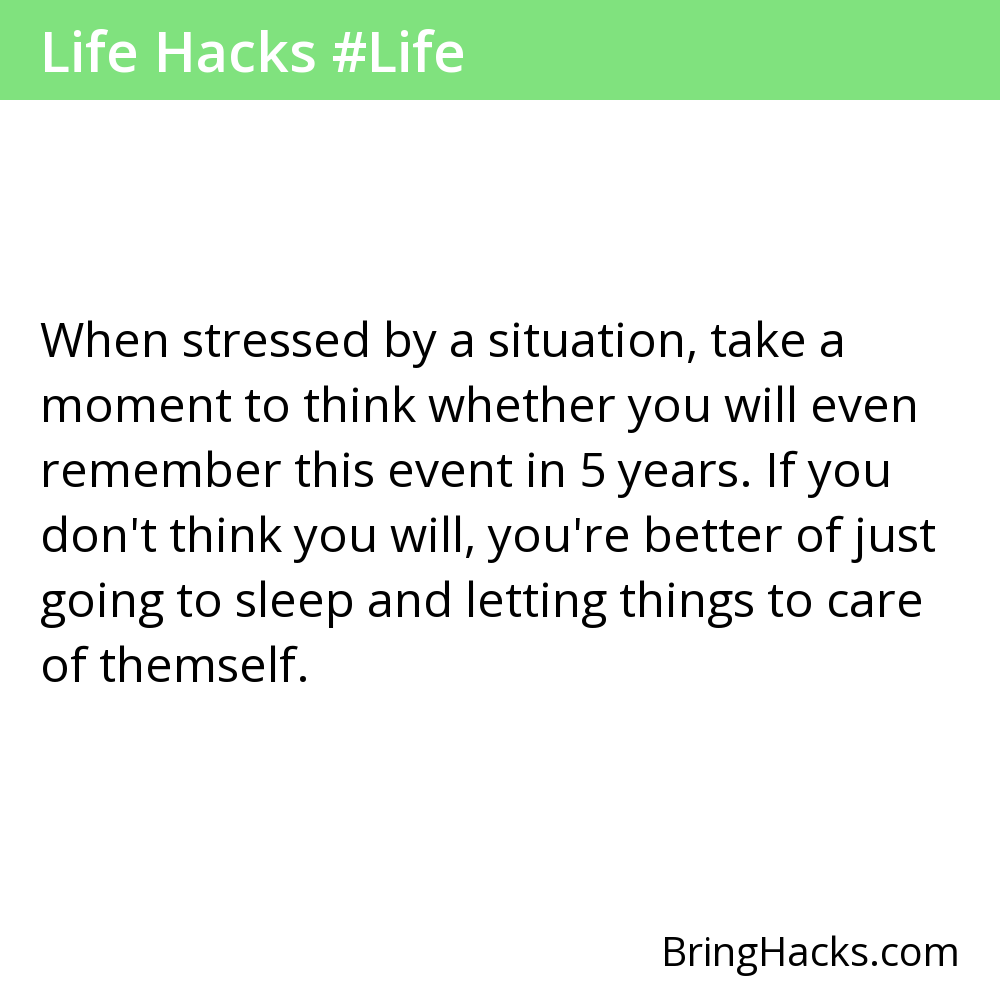 Life Hacks #Life
When stressed by a situation, take a
moment to think whether you will even
remember this event in 5 years. If you
don't think you will, you're better of just
going to sleep and letting things to care
of themself.
BringHacks.com